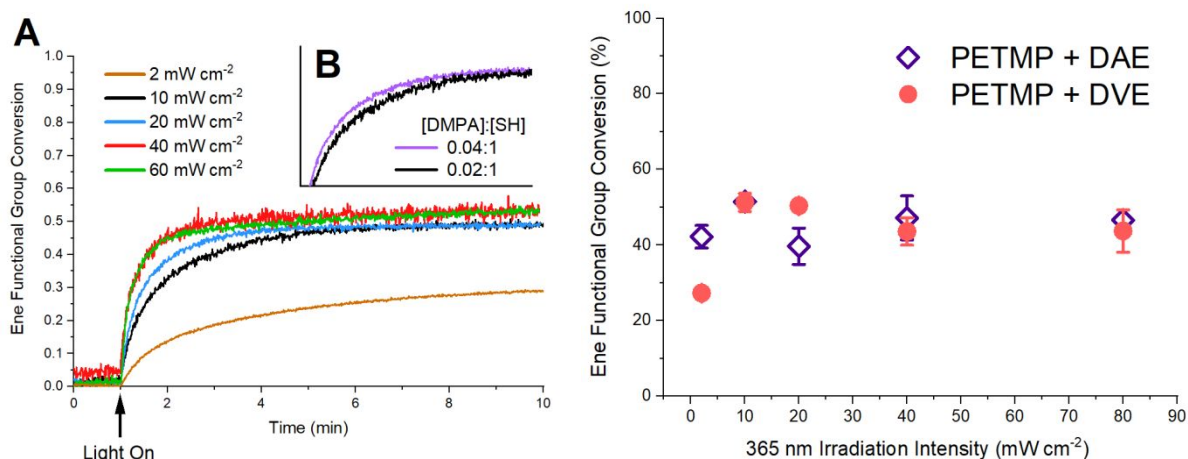 A
Ene Functional Group Conversion
1.0
0.9
0.8
0.7
0.6
0.5
0.4
0.3
0.2
0.1
0.0
2 mW cm⁻²
10 mW cm⁻²
20 mW cm⁻²
40 mW cm⁻²
60 mW cm⁻²
B
[DMPA]:[SH]
0.04:1
0.02:1
0 2 4 6 8 10
Time (min)
Light On
Ene Functional Group Conversion (%)
100
80
60
40
20
0
PETMP + DAE
PETMP + DVE
0 10 20 30 40 50 60 70 80 90
365 nm Irradiation Intensity (mW cm⁻²)